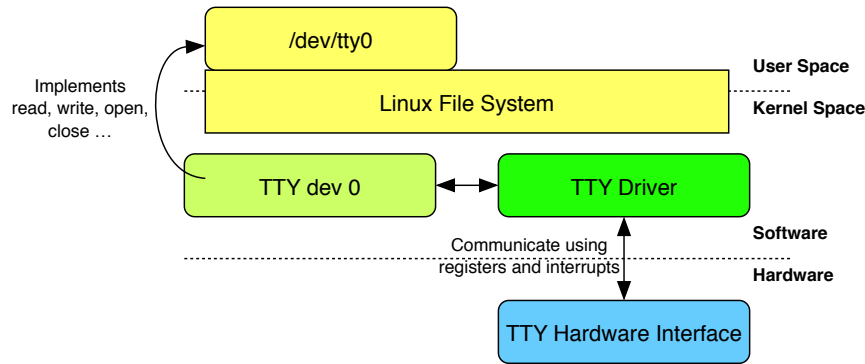 /dev/tty0
Implements
read, write, open,
close ...
User Space
Linux File System
Kernel Space
TTY dev 0
TTY Driver
Software
Communicate using
registers and interrupts
Hardware
TTY Hardware Interface